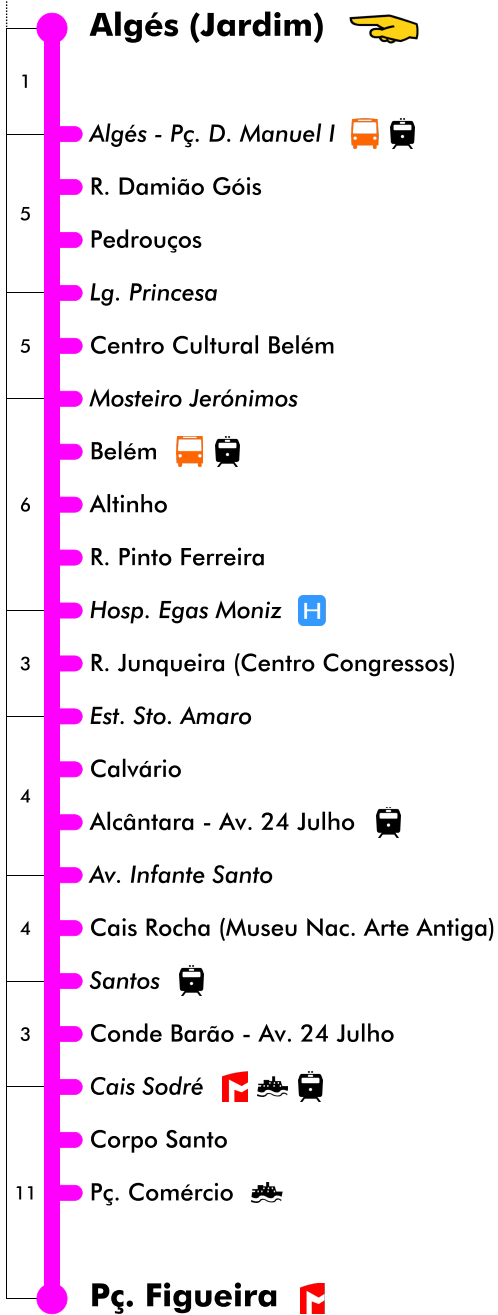 Algés (Jardim)
1
Algés - Pç. D. Manuel I
R. Damião Góis
5
Pedrouços
Lg. Princesa
5 Centro Cultural Belém
Mosteiro Jerónimos
Belém
6 Altinho
R. Pinto Ferreira
Hosp. Egas Moniz H
3 R. Junqueira (Centro Congressos)
Est. Sto. Amaro
Calvário
4
Alcântara - Av. 24 Julho
Av. Infante Santo
4 Cais Rocha (Museu Nac. Arte Antiga)
Santos
3 Conde Barão - Av. 24 Julho
Cais Sodré M
Corpo Santo
11 Pç. Comércio
Pç. Figueira M